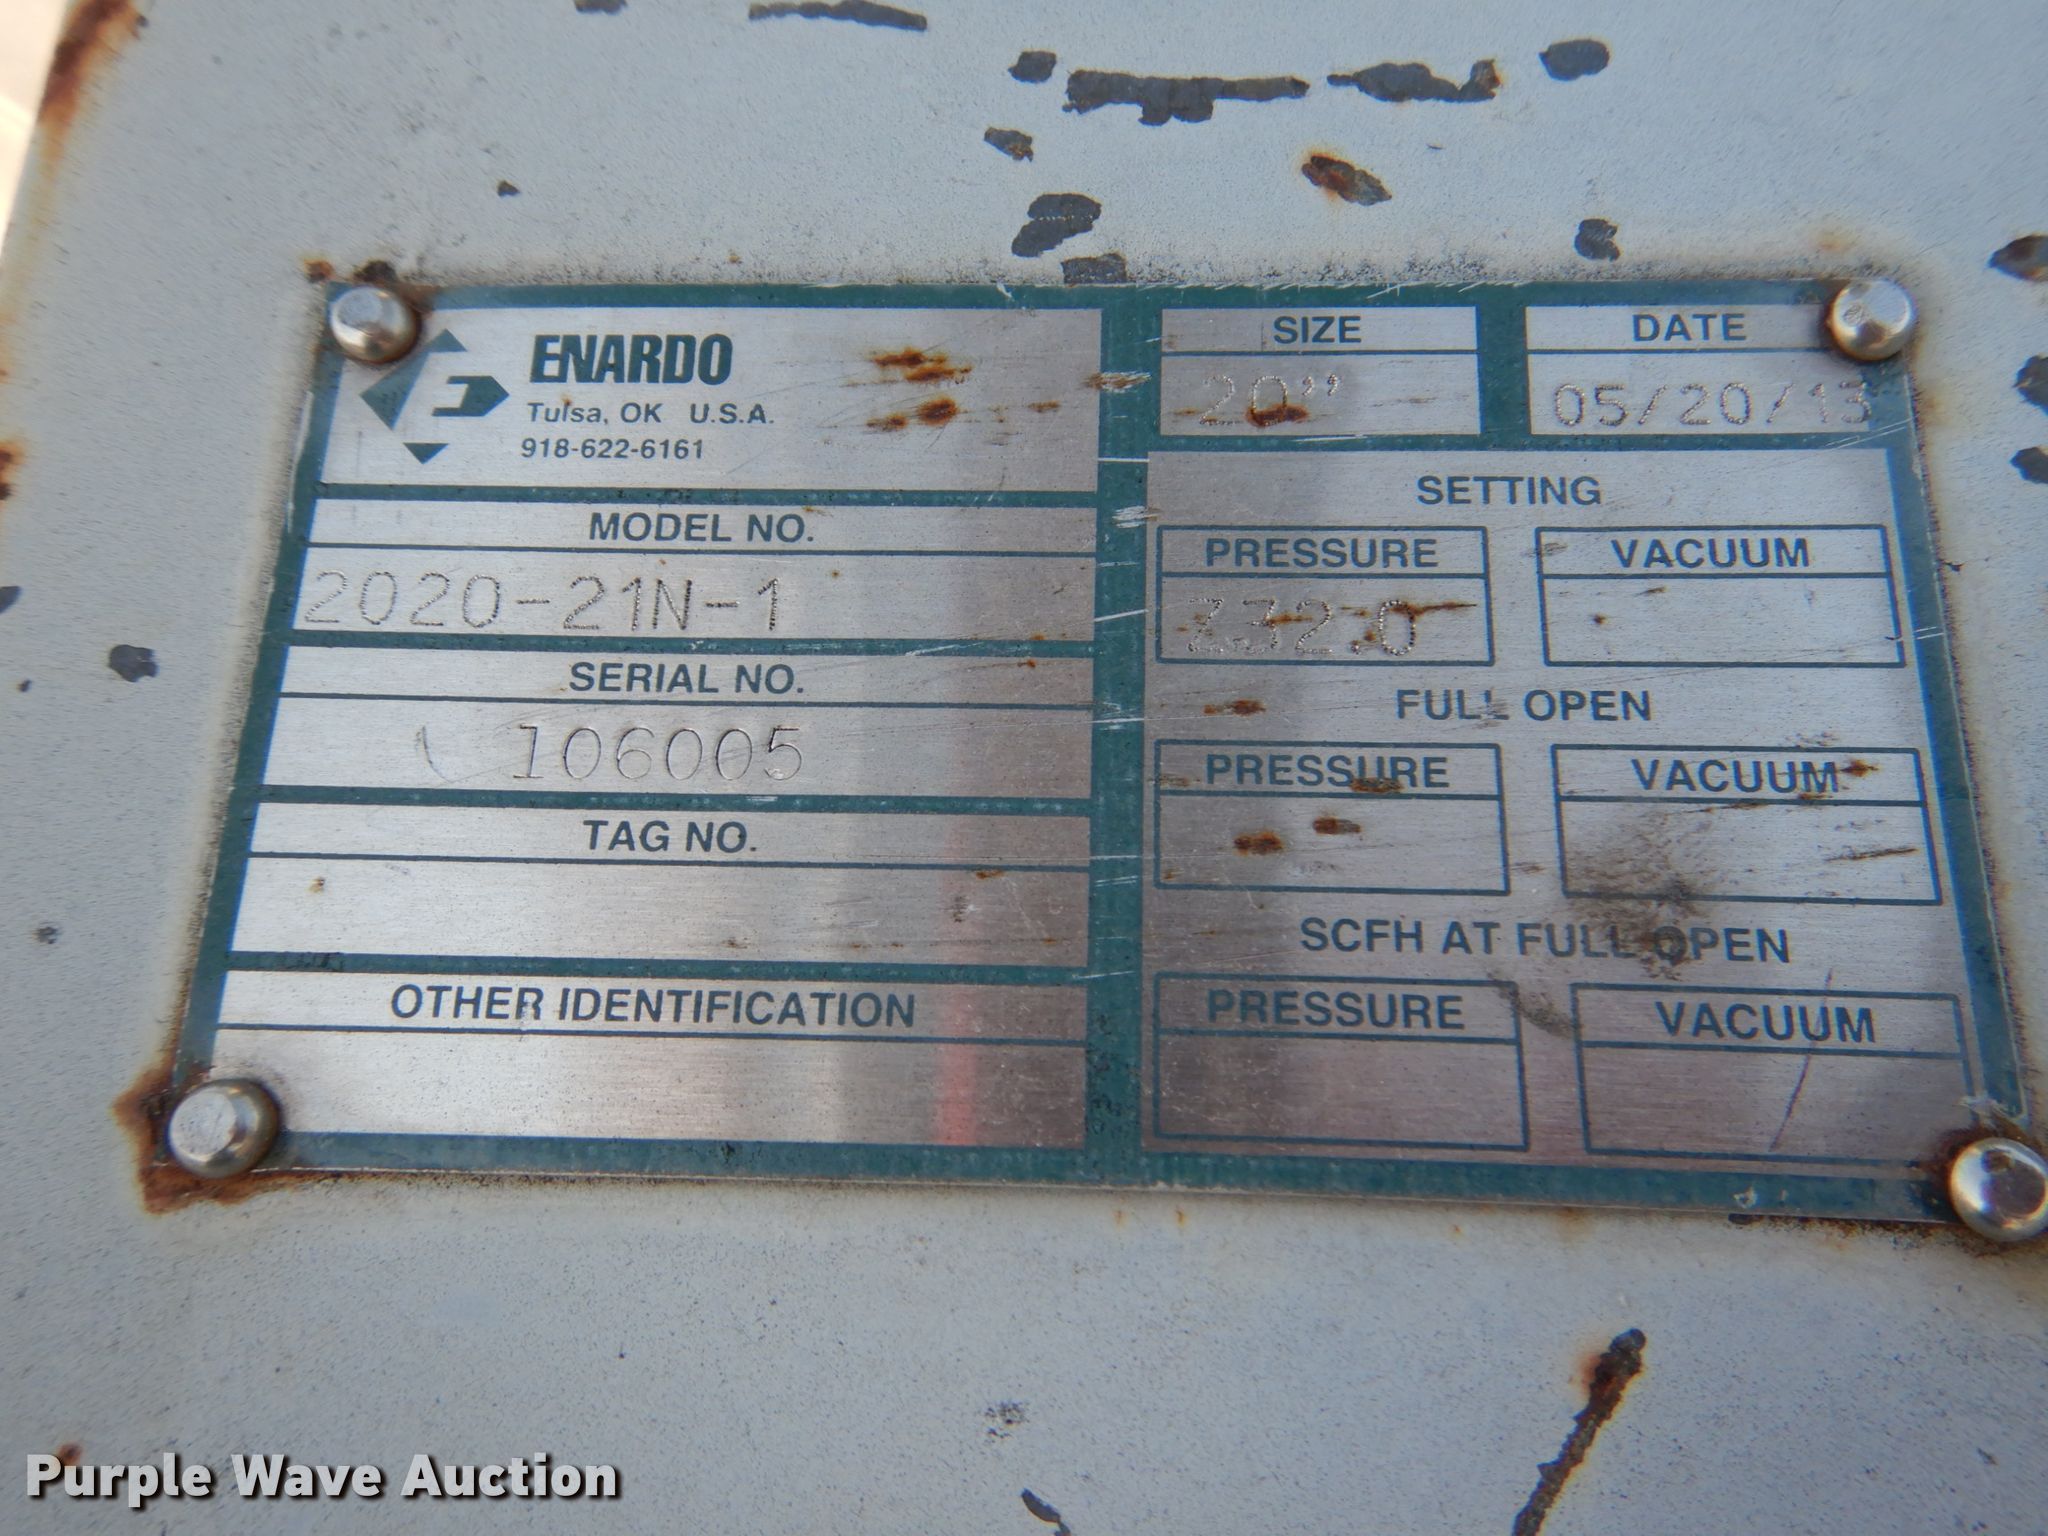 ENARDO
Tulsa, OK U.S.A.
918-622-6161
MODEL NO.
2020-21N-1
SERIAL NO.
106005
TAG NO.
OTHER IDENTIFICATION
SIZE
20”
DATE
05/20/13
SETTING
PRESSURE
VACUUM
FULL OPEN
PRESSURE
VACUUM
SCFH AT FULL OPEN
PRESSURE
VACUUM
Purple Wave Auction